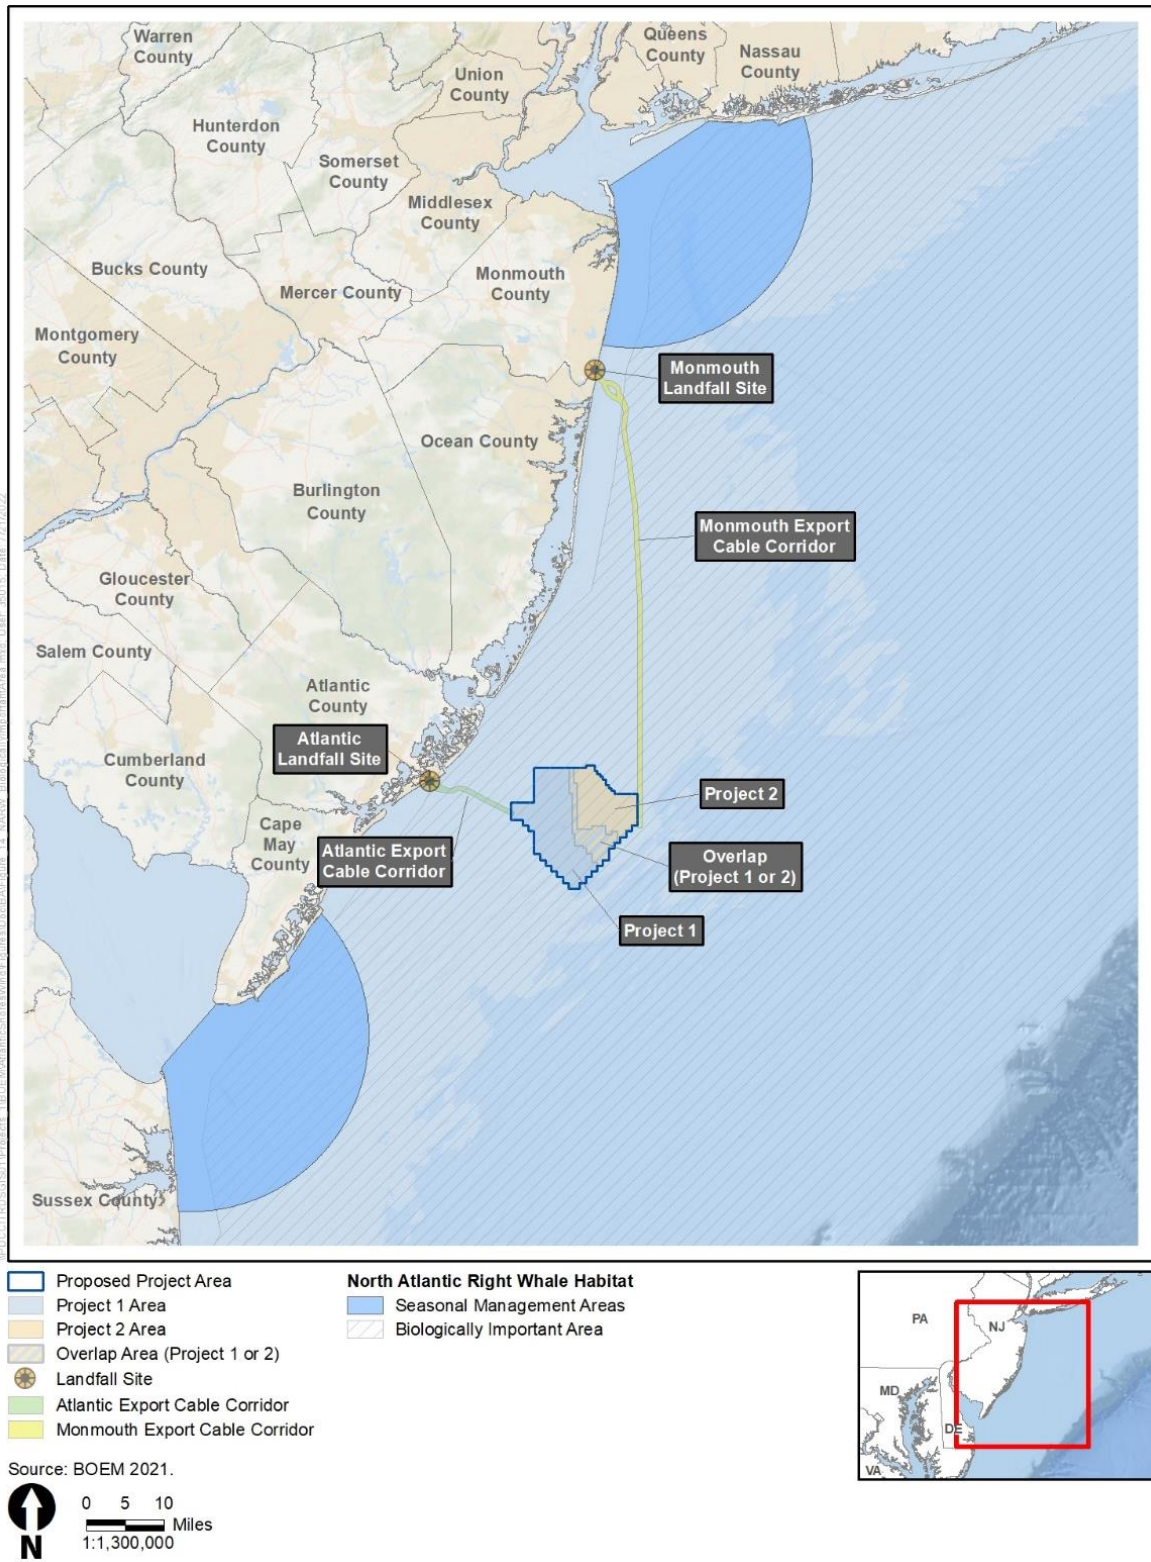 Warren
County
Queens
County
Nassau
County
Union
County
Hunterdon
County
Somerset
County
Middlesex
County
Bucks County
Monmouth
County
Mercer County
Montgomery
County
Monmouth
Landfall Site
Ocean County
Burlington
County
Monmouth Export
Cable Corridor
Gloucester
County
Salem County
Atlantic
County
Atlantic
Landfall Site
Cumberland
County
Project 2
Cape
May
County
Atlantic Export
Cable Corridor
Overlap
(Project 1 or 2)
Project 1
Sussex County
Proposed Project Area
Project 1 Area
Project 2 Area
Overlap Area (Project 1 or 2)
Landfall Site
Atlantic Export Cable Corridor
Monmouth Export Cable Corridor
North Atlantic Right Whale Habitat
Seasonal Management Areas
Biologically Important Area
PA
NJ
MD
DE
VA
Source: BOEM 2021.
0 5 10
Miles
1:1,300,000
N